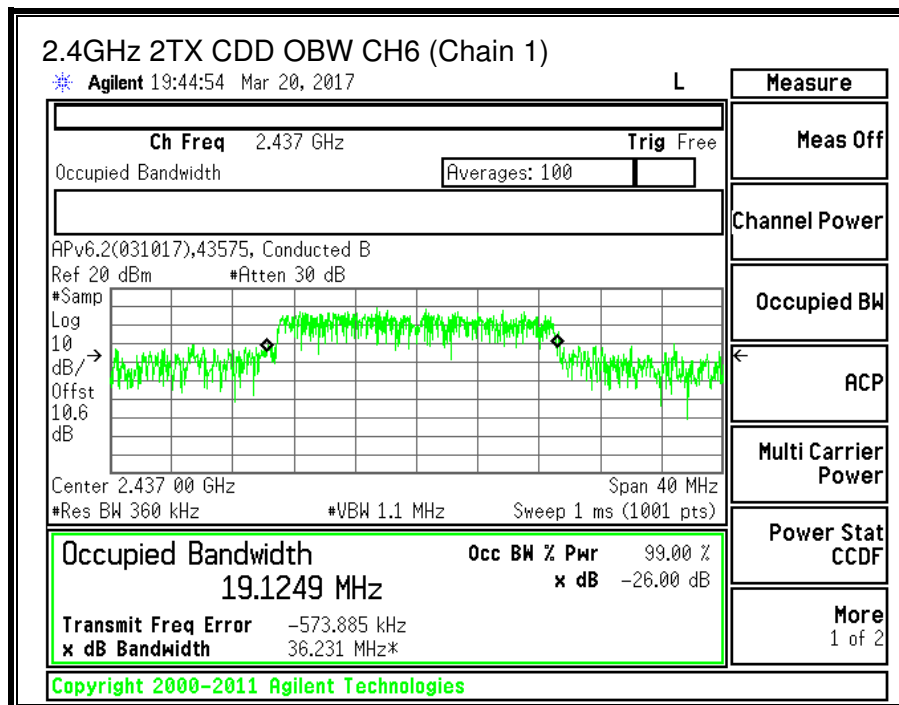 2.4GHz 2TX CDD OBW CH6 (Chain 1)
Agilent 19:44:54 Mar 20, 2017 L
Measure
Ch Freq 2.437 GHz Trig Free
Meas Off
Occupied Bandwidth Averages: 100
Channel Power
APv6.2(031017),43575, Conducted B
Ref 20 dBm #Atten 30 dB
Occupied BW
#Samp
Log
10
dB/
Offst
10.6
dB
ACP
Multi Carrier
Power
Center 2.437 00 GHz Span 40 MHz
#Res BW 360 kHz #VBW 1.1 MHz Sweep 1 ms (1001 pts)
Power Stat
CCDF
Occupied Bandwidth Occ BW % Pwr 99.00 %
19.1249 MHz x dB -26.00 dB
Transmit Freq Error -573.885 kHz
x dB Bandwidth 36.231 MHz*
More
1 of 2
Copyright 2000-2011 Agilent Technologies